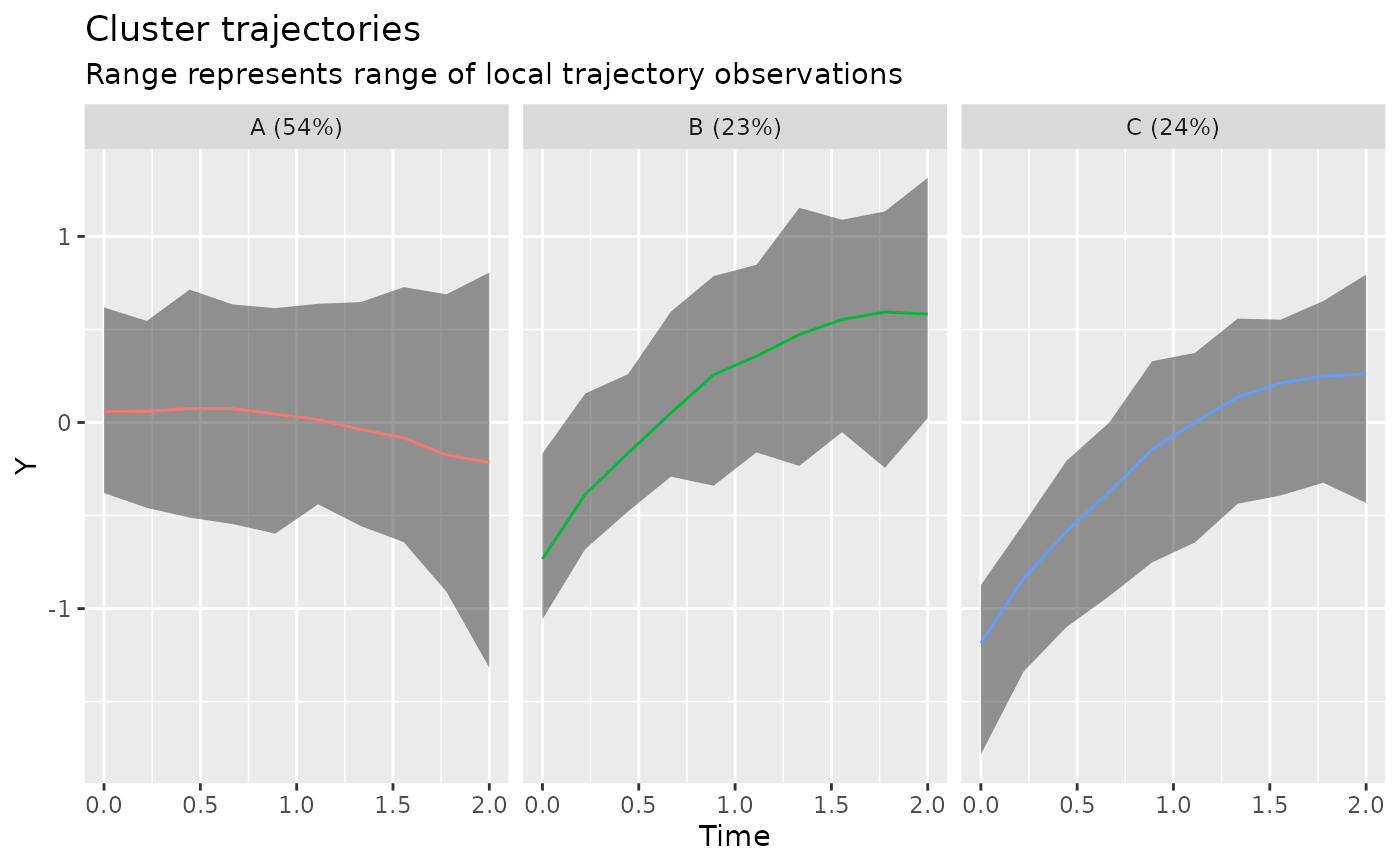 Cluster trajectories
Range represents range of local trajectory observations
A (54%) B (23%) C (24%)
1
0
-1
Y
0.0 0.5 1.0 1.5 2.0 0.0 0.5 1.0 1.5 2.0 0.0 0.5 1.0 1.5 2.0
Time